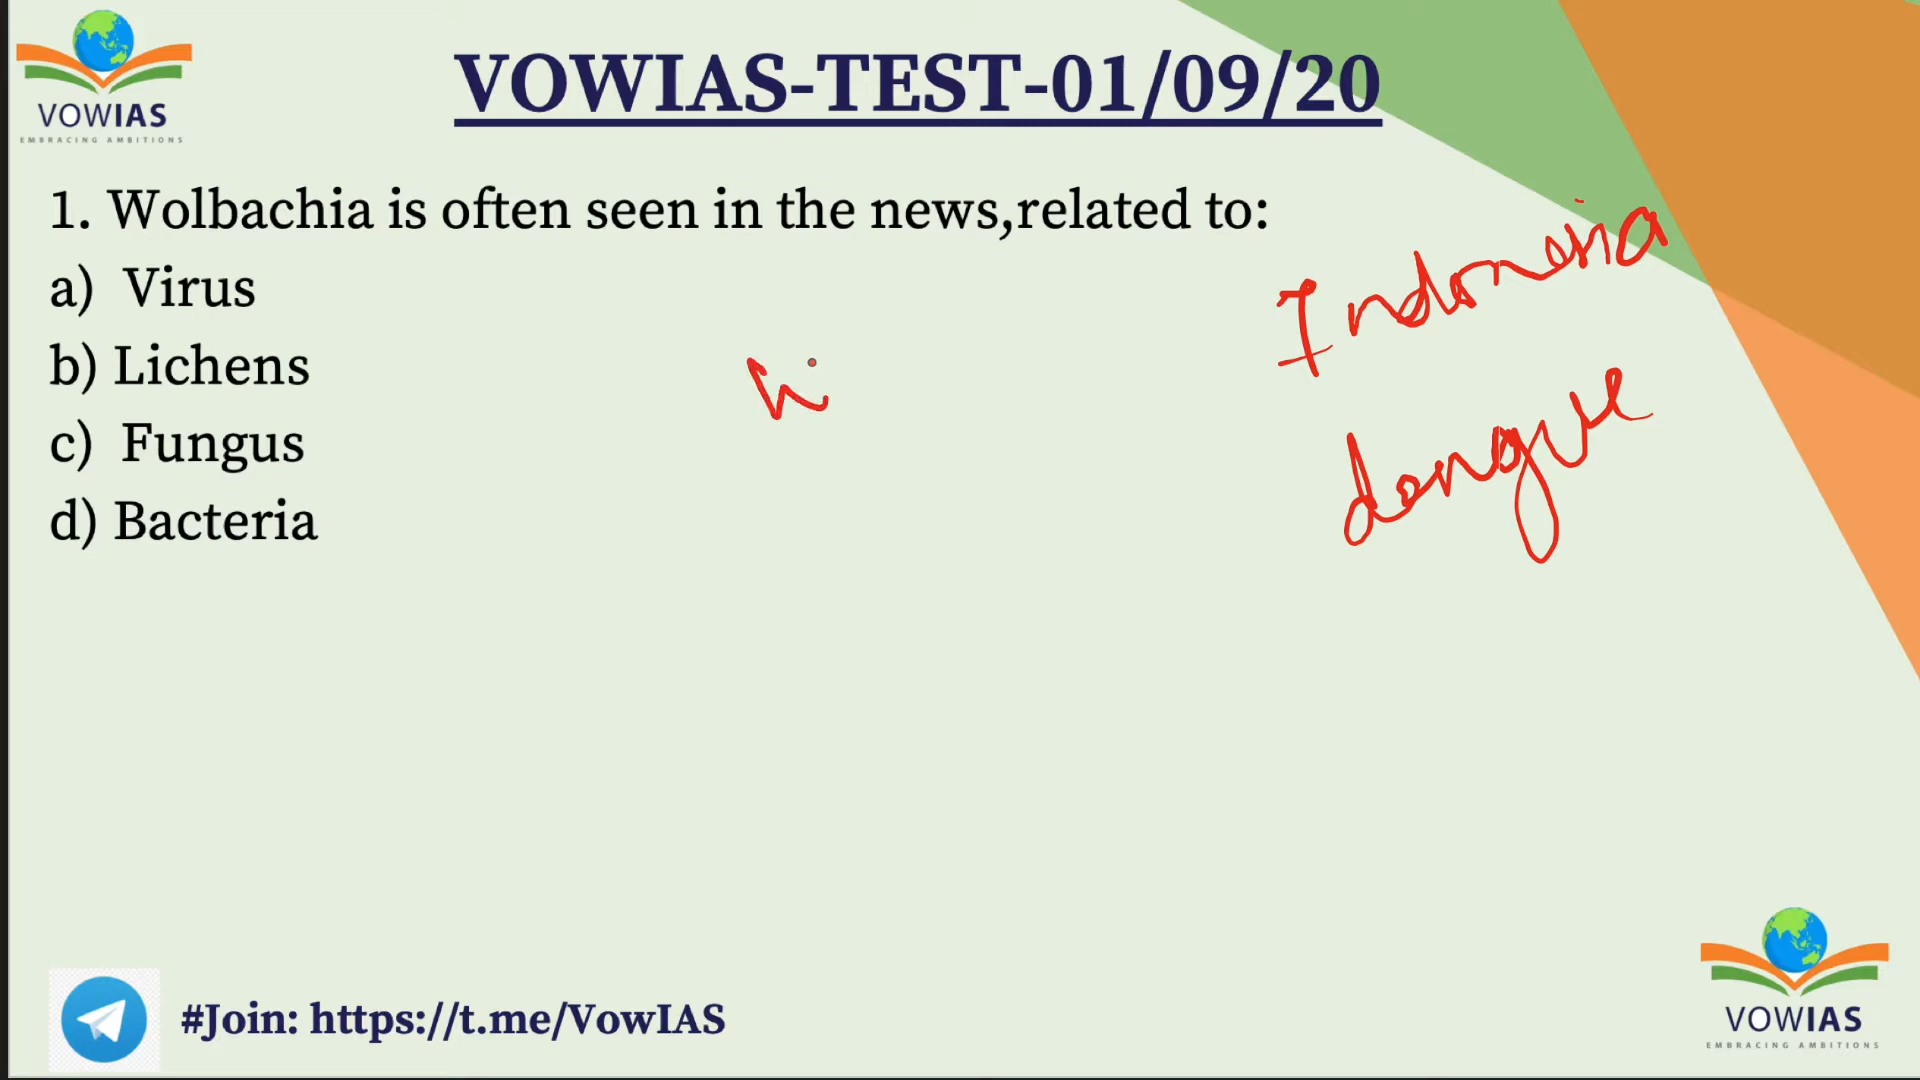 VOWIAS
EMBRACING AMBITIONS
VOWIAS-TEST-01/09/20
1. Wolbachia is often seen in the news,related to:
a) Virus
b) Lichens
c) Fungus
d) Bacteria
Indonesia
dengue
#Join: https://t.me/VowIAS
VOWIAS
EMBRACING AMBITIONS